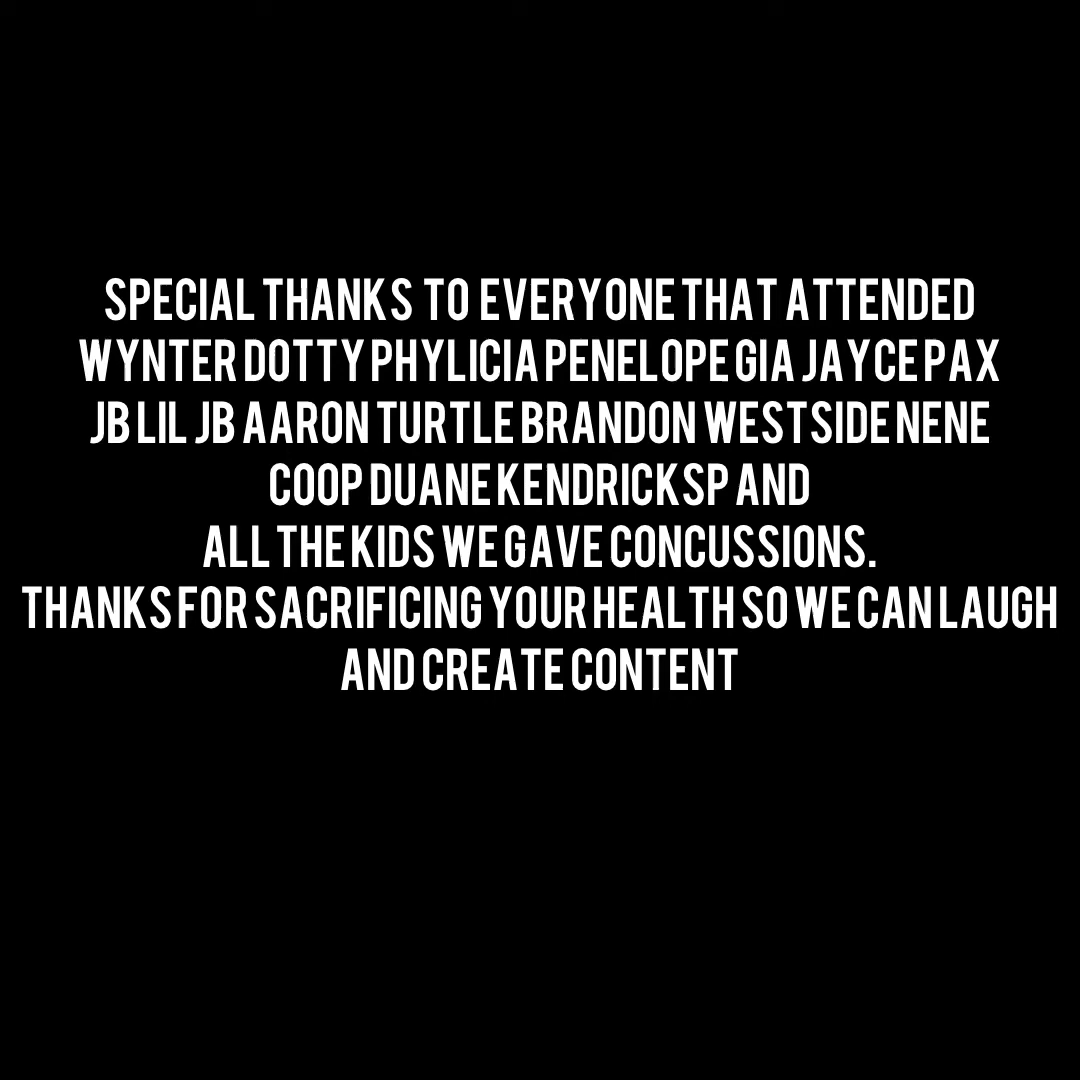 SPECIAL THANKS TO EVERYONE THAT ATTENDED
WYNTER DOTTY PHYLICIA PENELOPE GIA JAYCE PAX
JB LIL JB AARON TURTLE BRANDON WESTSIDE NENE
COOP DUANE KENDRICKSP AND
ALL THE KIDS WE GAVE CONCUSSIONS.
THANKS FOR SACRIFICING YOUR HEALTH SO WE CAN LAUGH
AND CREATE CONTENT